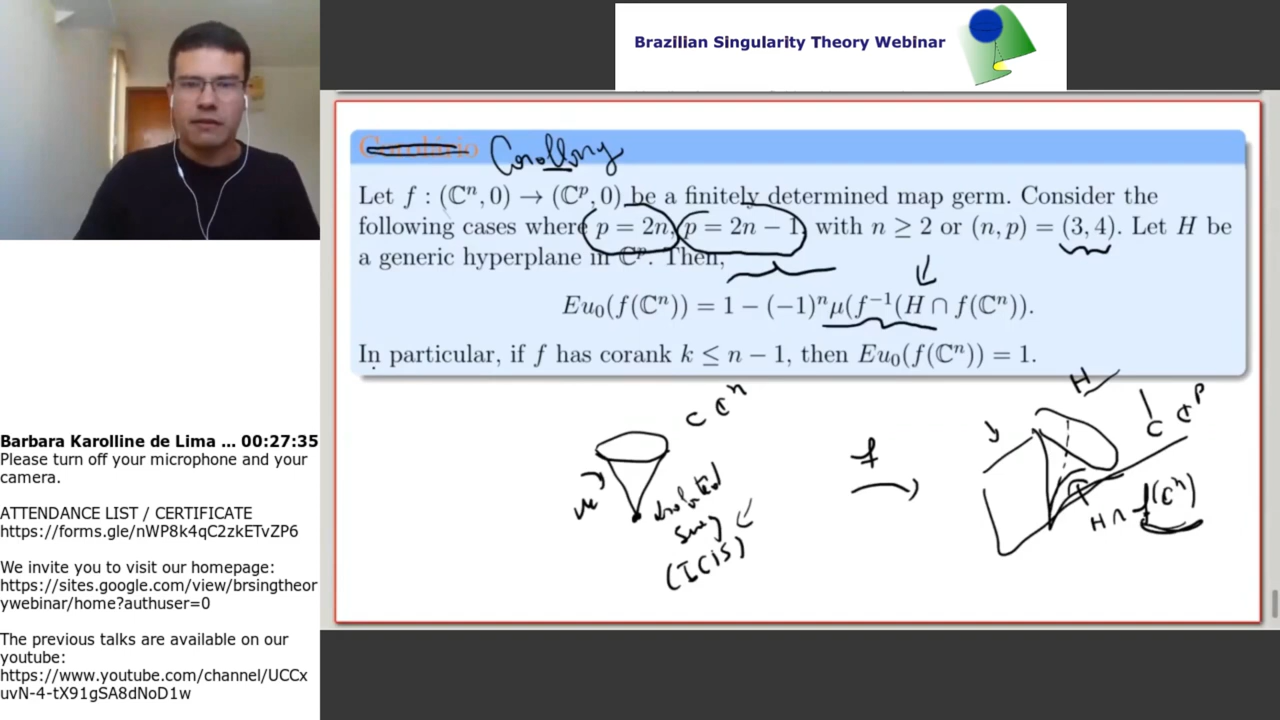 Brazilian Singularity Theory Webinar
Corollary
Let f : (ℂⁿ, 0) → (ℂᵖ, 0) be a finitely determined map germ. Consider the
following cases where p = 2n, p = 2n − 1, with n ≥ 2 or (n, p) = (3, 4). Let H be
a generic hyperplane in ℂᵖ. Then,
Eu₀(f(ℂⁿ)) = 1 − (−1)ⁿμ(f⁻¹(H ∩ f(ℂⁿ)).
In particular, if f has corank k ≤ n − 1, then Eu₀(f(ℂⁿ)) = 1.
⊂ ℂⁿ
f
H
⊂ ℂᵖ
isolated
sing
(ICIS)
H ∩ f(ℂⁿ)
Barbara Karolline de Lima ... 00:27:35
Please turn off your microphone and your
camera.
ATTENDANCE LIST / CERTIFICATE
https://forms.gle/nWP8k4qC2zkETvZP6
We invite you to visit our homepage:
https://sites.google.com/view/brsingtheor
ywebinar/home?authuser=0
The previous talks are available on our
youtube:
https://www.youtube.com/channel/UCCx
uvN-4-tX91gSA8dNoD1w